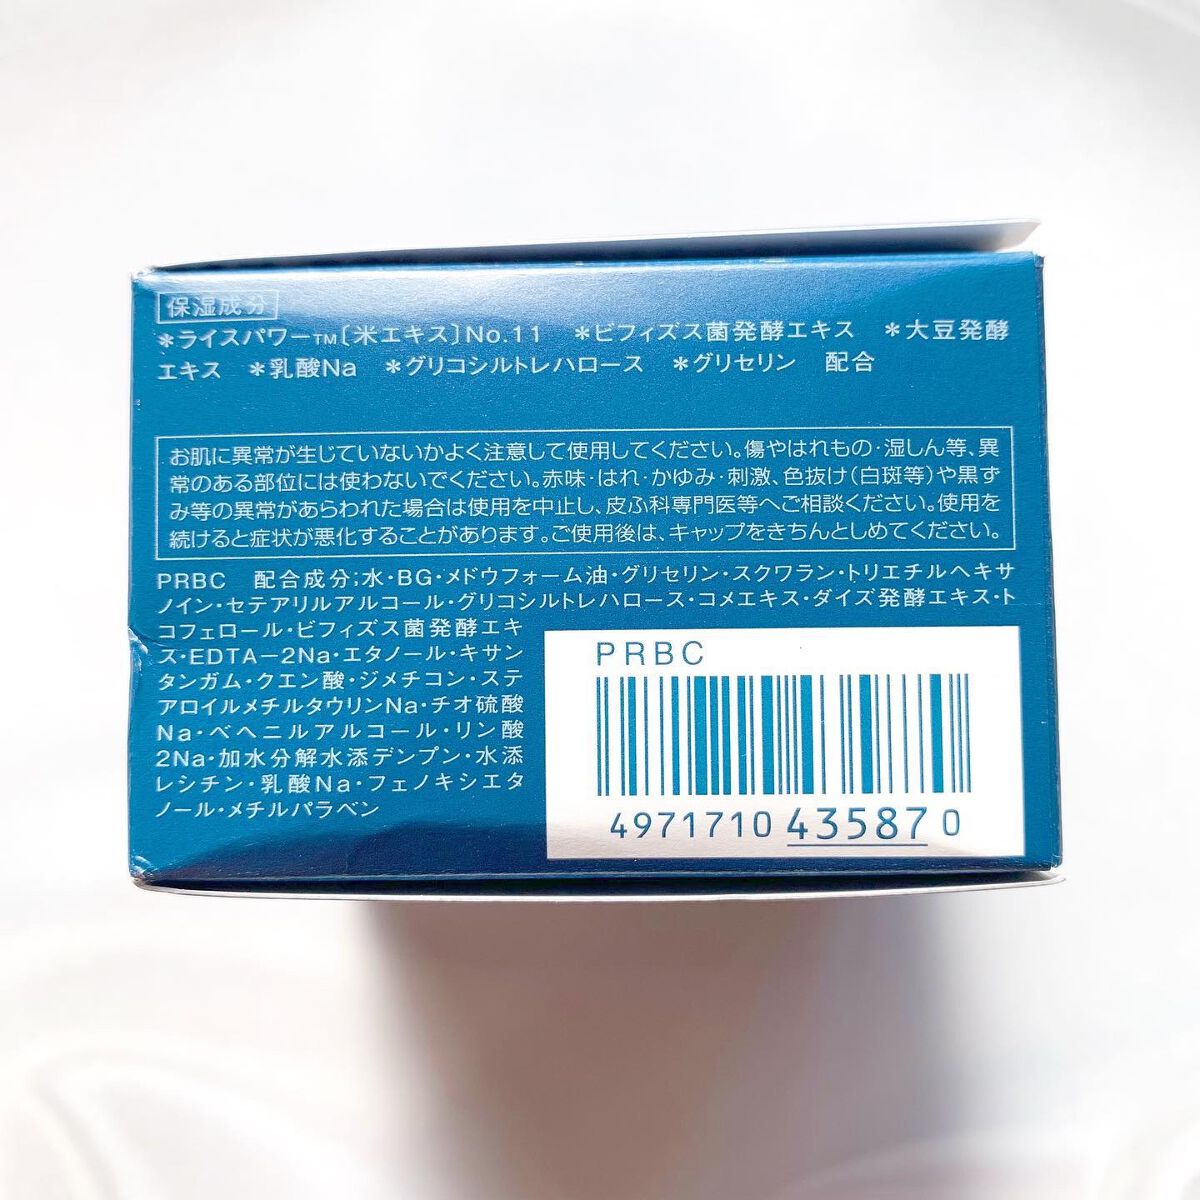 保湿成分
＊ライスパワー™〔米エキス〕No.11　＊ビフィズス菌発酵エキス　＊大豆発酵
エキス　＊乳酸Na　＊グリコシルトレハロース　＊グリセリン　配合
お肌に異常が生じていないかよく注意して使用してください。傷やはれもの・湿しん等、異
常のある部位には使わないでください。赤味・はれ・かゆみ・刺激、色抜け(白斑等)や黒ず
み等の異常があらわれた場合は使用を中止し、皮ふ科専門医等へご相談ください。使用を
続けると症状が悪化することがあります。ご使用後は、キャップをきちんとしめてください。
PRBC　配合成分；水・BG・メドウフォーム油・グリセリン・スクワラン・トリエチルヘキサ
ノイン・セテアリルアルコール・グリコシルトレハロース・コメエキス・ダイズ発酵エキス・ト
コフェロール・ビフィズス菌発酵エキ
ス・EDTA－2Na・エタノール・キサン
タンガム・クエン酸・ジメチコン・ステ
アロイルメチルタウリンNa・チオ硫酸
Na・ベヘニルアルコール・リン酸
2Na・加水分解水添デンプン・水添
レシチン・乳酸Na・フェノキシエタ
ノール・メチルパラベン
PRBC
4971710 435870